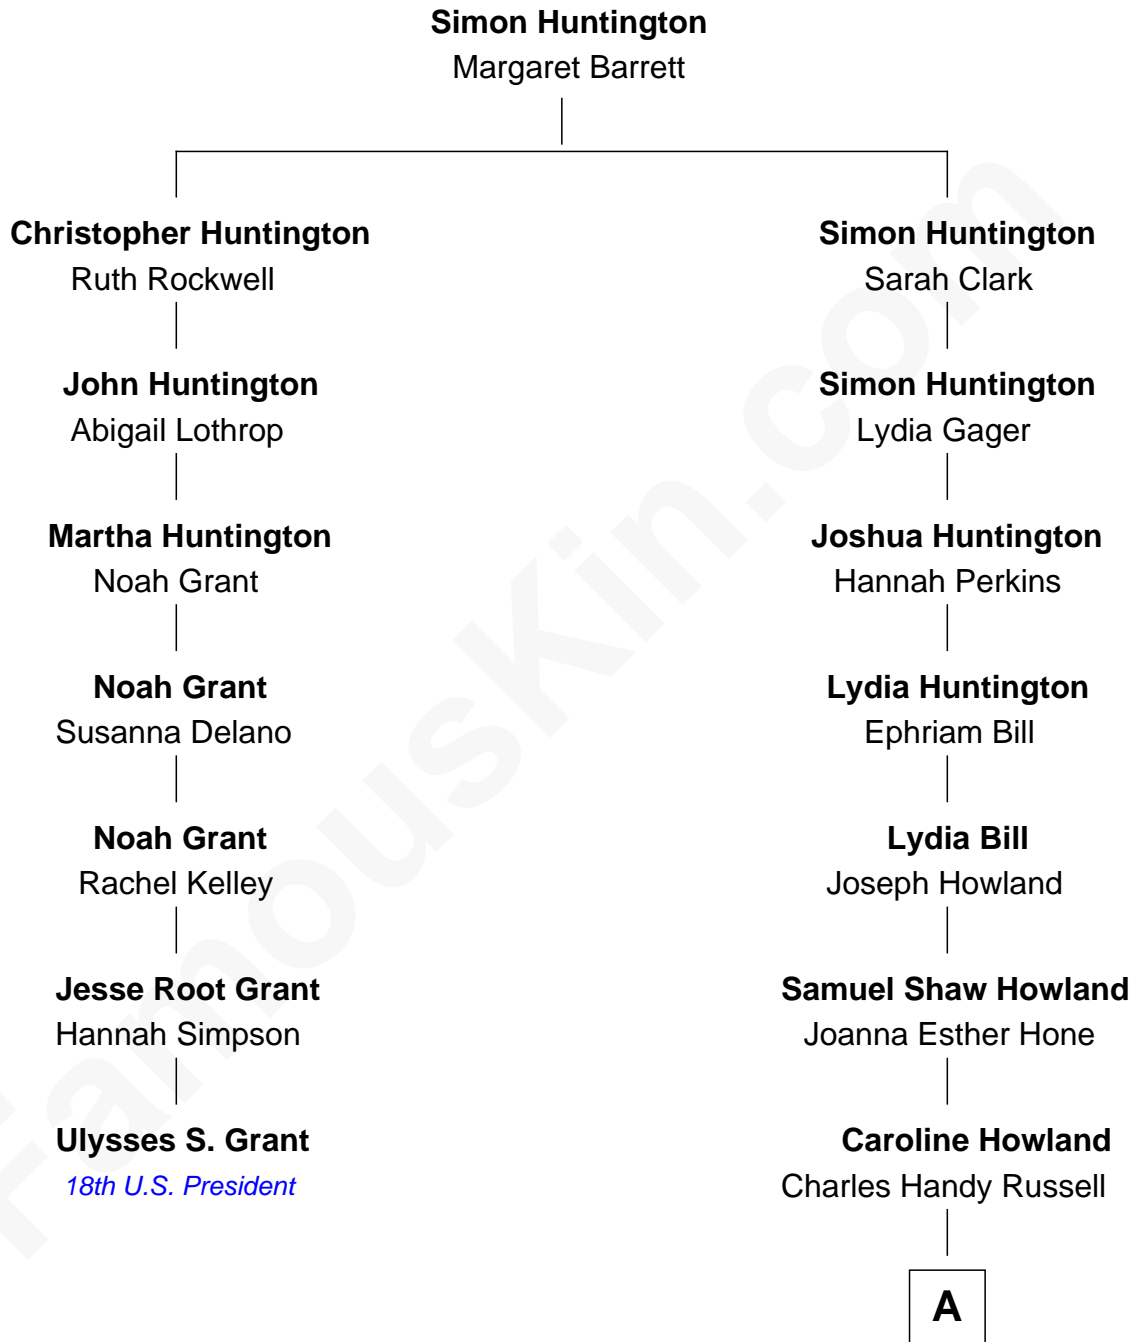 Simon Huntington
Margaret Barrett
Christopher Huntington
Ruth Rockwell
Simon Huntington
Sarah Clark
John Huntington
Abigail Lothrop
Simon Huntington
Lydia Gager
Martha Huntington
Noah Grant
Joshua Huntington
Hannah Perkins
Noah Grant
Susanna Delano
Lydia Huntington
Ephriam Bill
Noah Grant
Rachel Kelley
Lydia Bill
Joseph Howland
Jesse Root Grant
Hannah Simpson
Samuel Shaw Howland
Joanna Esther Hone
Ulysses S. Grant
18th U.S. President
Caroline Howland
Charles Handy Russell
A
FamousKin.com